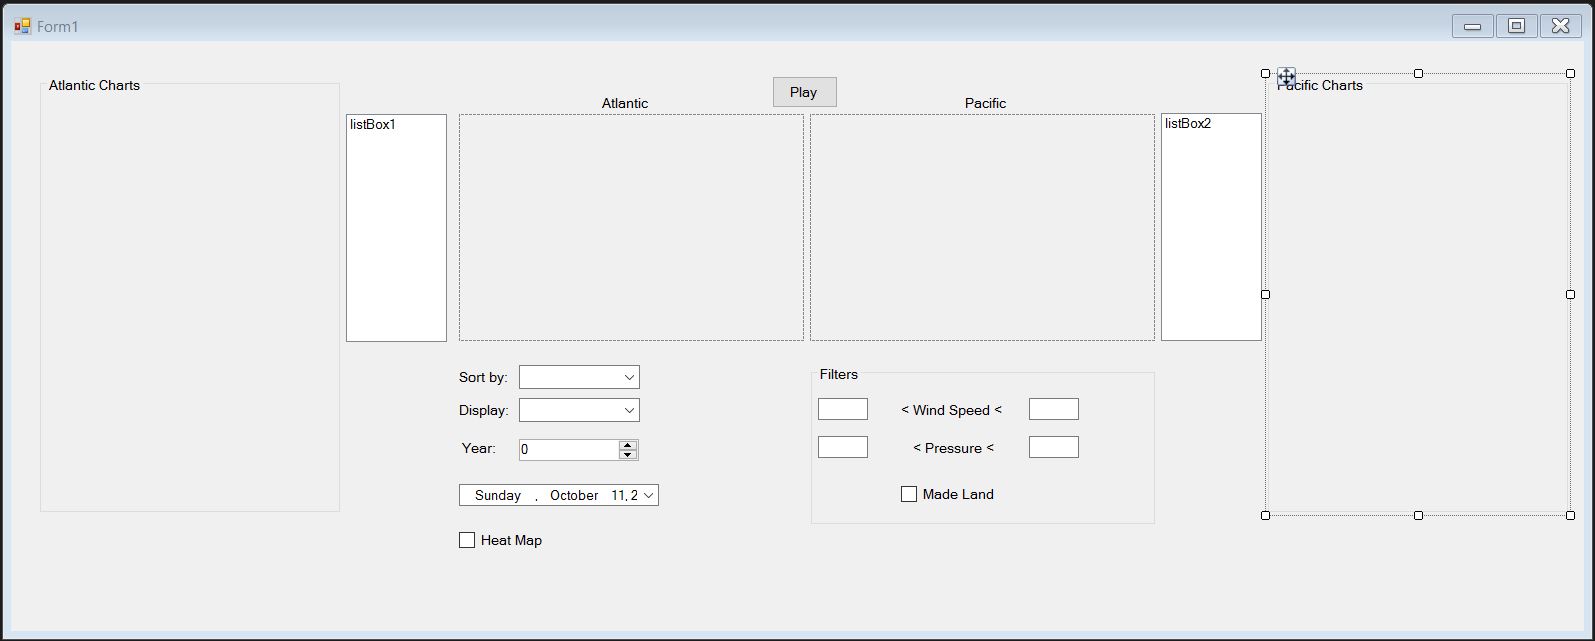 Form1
Atlantic Charts
Play
Pacific Charts
Atlantic
Pacific
listBox1
listBox2
Sort by:
Filters
Display:
< Wind Speed <
Year:
0
< Pressure <
Sunday , October 11, 2
Made Land
Heat Map